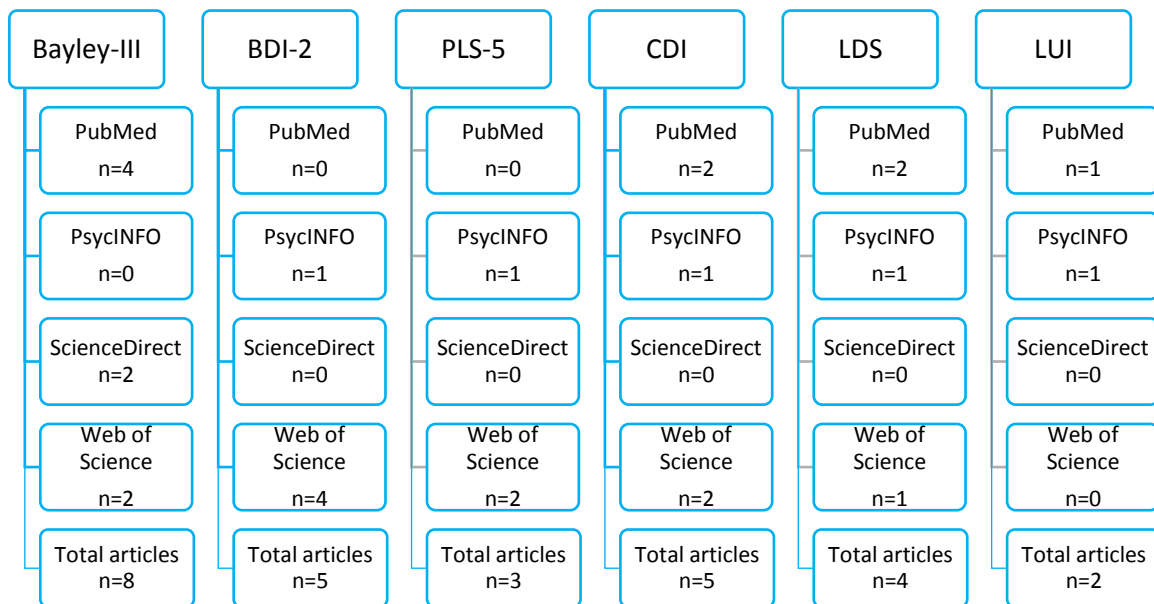 Bayley-III
PubMed
n=4
PsycINFO
n=0
ScienceDirect
n=2
Web of
Science
n=2
Total articles
n=8
BDI-2
PubMed
n=0
PsycINFO
n=1
ScienceDirect
n=0
Web of
Science
n=4
Total articles
n=5
PLS-5
PubMed
n=0
PsycINFO
n=1
ScienceDirect
n=0
Web of
Science
n=2
Total articles
n=3
CDI
PubMed
n=2
PsycINFO
n=1
ScienceDirect
n=0
Web of
Science
n=2
Total articles
n=5
LDS
PubMed
n=2
PsycINFO
n=1
ScienceDirect
n=0
Web of
Science
n=1
Total articles
n=4
LUI
PubMed
n=1
PsycINFO
n=1
ScienceDirect
n=0
Web of
Science
n=0
Total articles
n=2